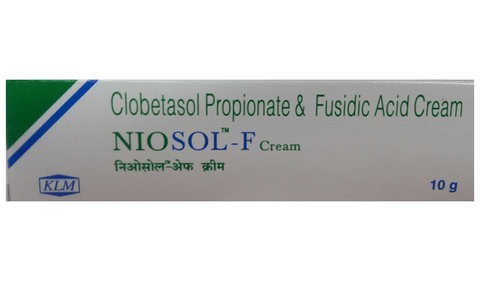 Clobetasol Propionate & Fusidic Acid Cream
NIOSOL™-F Cream
निओसोल™-एफ क्रीम
KLM
10 g